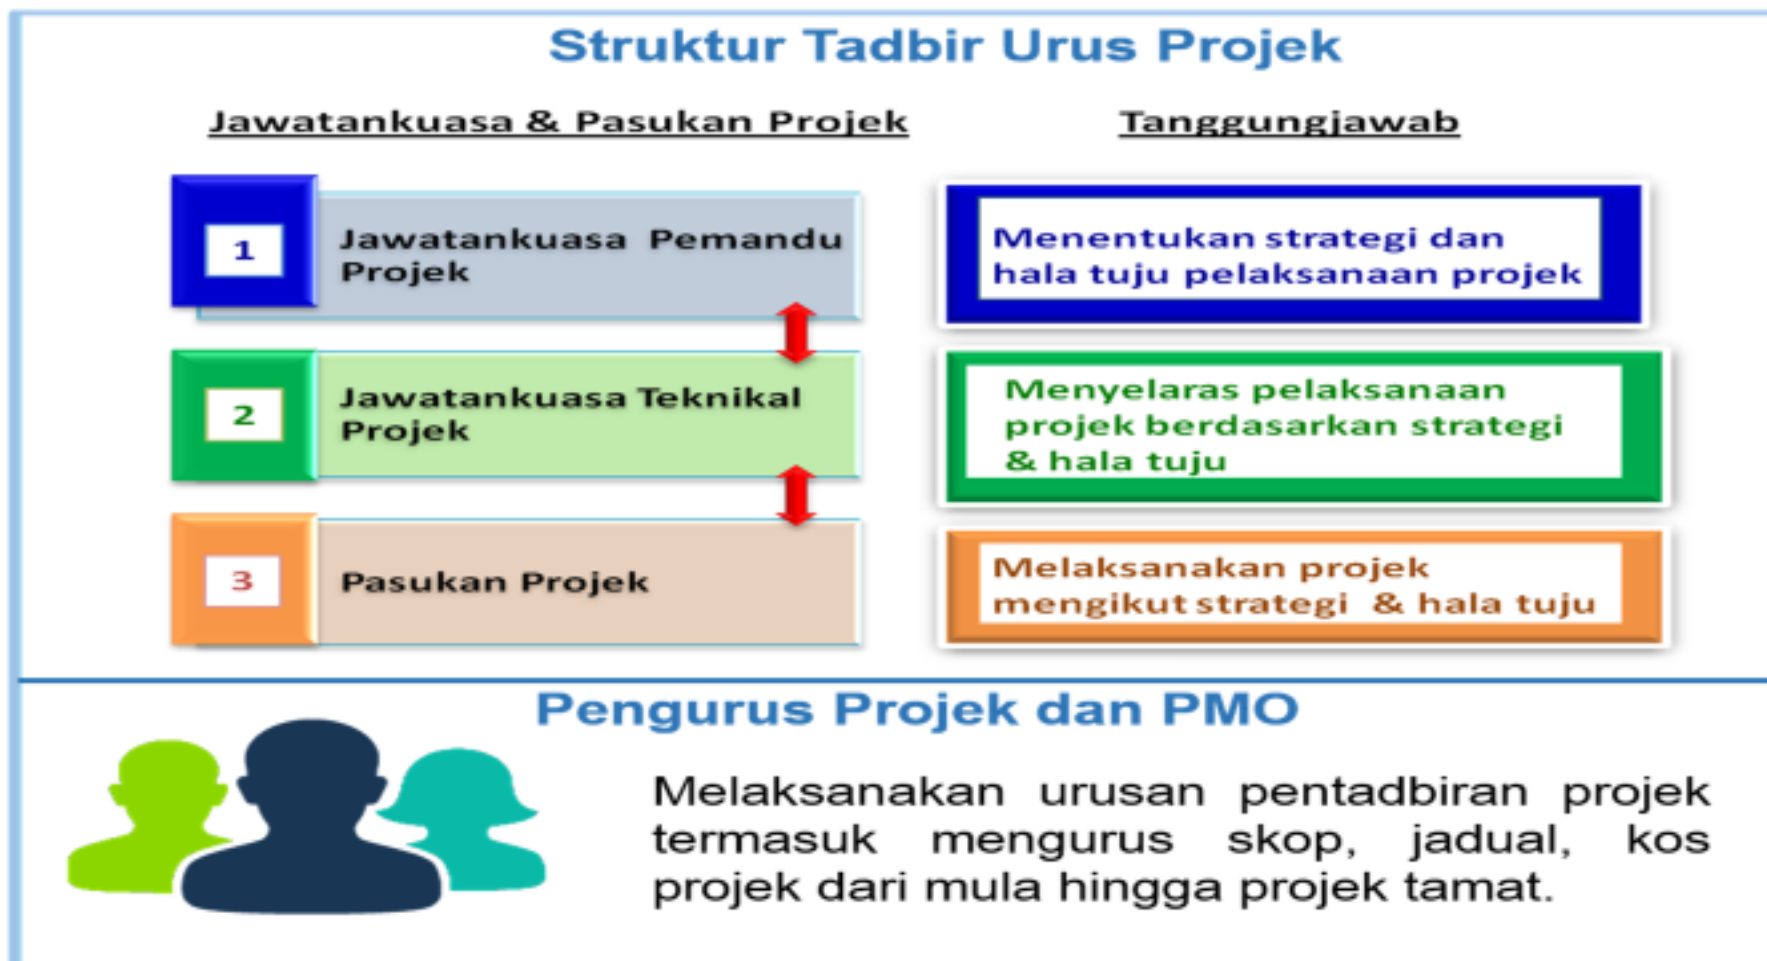 Struktur Tadbir Urus Projek
Jawatankuasa & Pasukan Projek
Tanggungjawab
1
Jawatankuasa Pemandu
Projek
Menentukan strategi dan
hala tuju pelaksanaan projek
2
Jawatankuasa Teknikal
Projek
Menyelaras pelaksanaan
projek berdasarkan strategi
& hala tuju
3
Pasukan Projek
Melaksanakan projek
mengikut strategi & hala tuju
Pengurus Projek dan PMO
Melaksanakan urusan pentadbiran projek
termasuk mengurus skop, jadual, kos
projek dari mula hingga projek tamat.